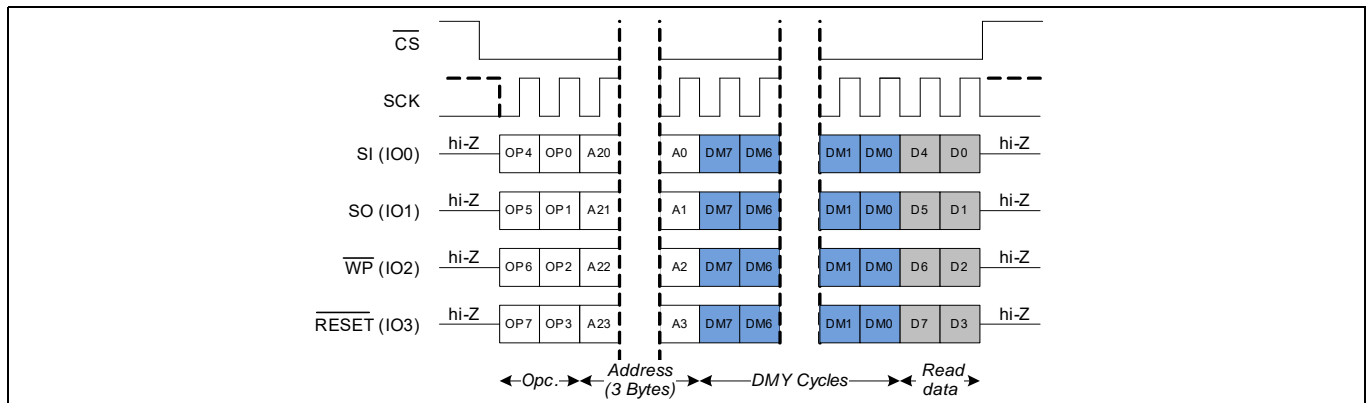 CS
SCK
SI (IO0) hi-Z OP4 OP0 A20 A0 DM7 DM6 DM1 DM0 D4 D0 hi-Z
SO (IO1) hi-Z OP5 OP1 A21 A1 DM7 DM6 DM1 DM0 D5 D1 hi-Z
WP (IO2) hi-Z OP6 OP2 A22 A2 DM7 DM6 DM1 DM0 D6 D2 hi-Z
RESET (IO3) hi-Z OP7 OP3 A23 A3 DM7 DM6 DM1 DM0 D7 D3 hi-Z
Opc. Address DMY Cycles Read
(3 Bytes) data